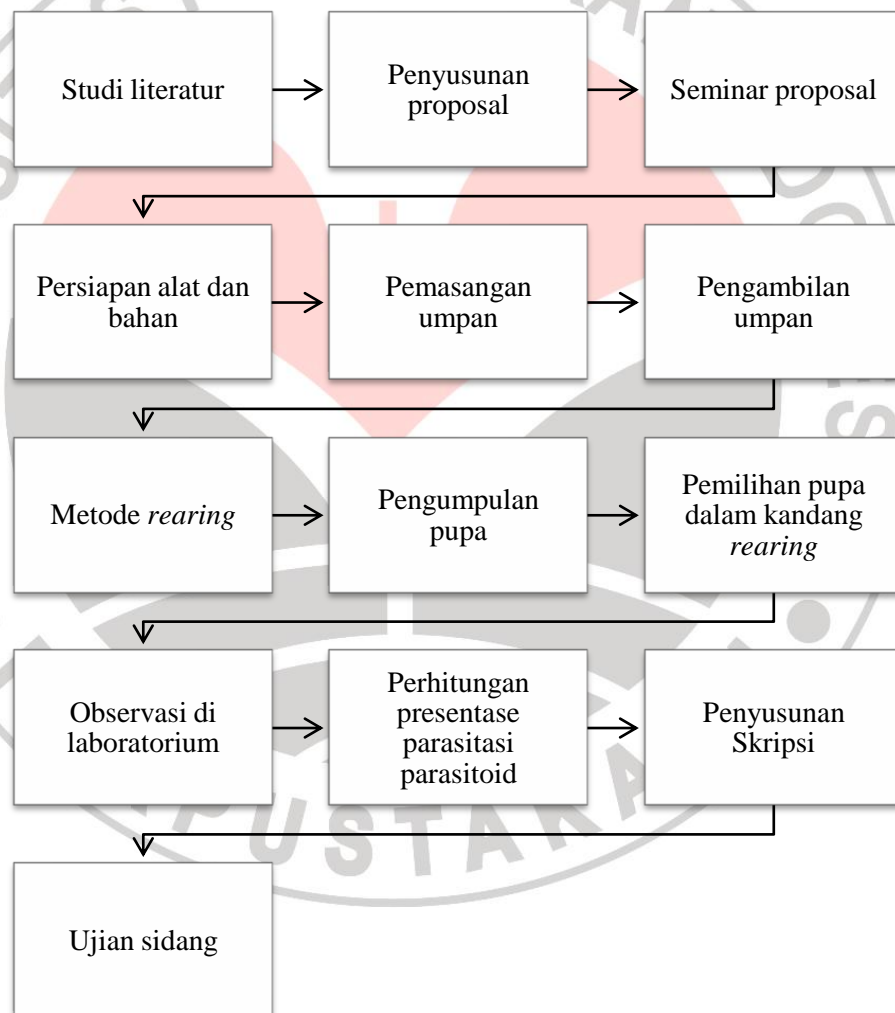 Studi literatur
Penyusunan
proposal
Seminar proposal
Persiapan alat dan
bahan
Pemasangan
umpan
Pengambilan
umpan
Metode rearing
Pengumpulan
pupa
Pemilihan pupa
dalam kandang
rearing
Observasi di
laboratorium
Perhitungan
presentase
parasitasi
parasitoid
Penyusunan
Skripsi
Ujian sidang
PUSTAKA